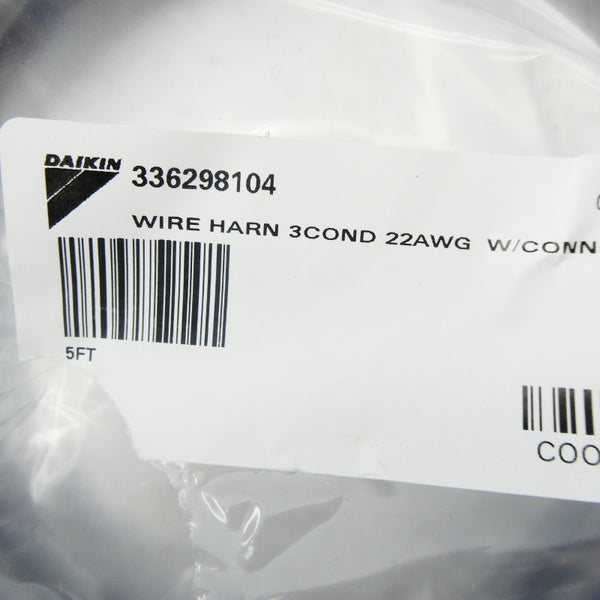 DAIKIN
336298104
WIRE HARN 3COND 22AWG W/CONN
5FT
COO